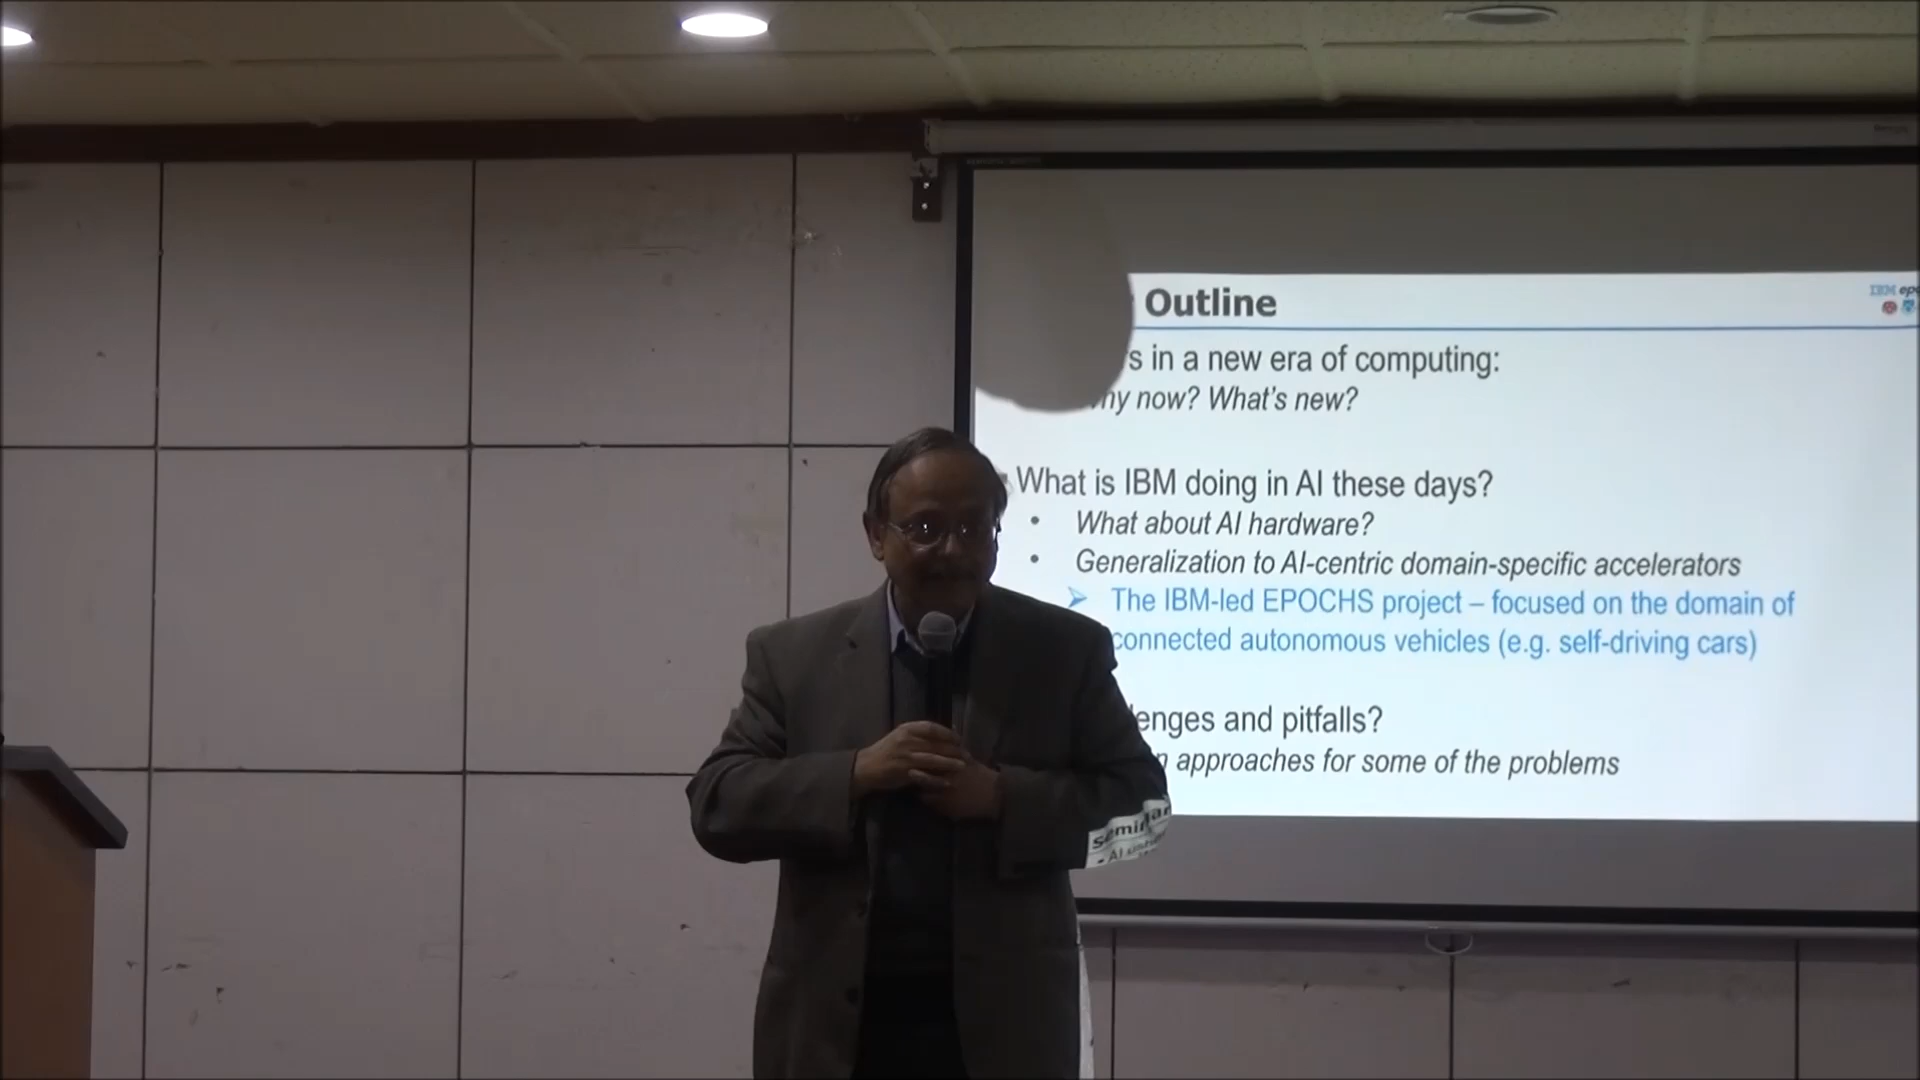 Outline
IBM
s in a new era of computing:
hy now? What's new?
What is IBM doing in AI these days?
• What about AI hardware?
• Generalization to AI-centric domain-specific accelerators
➢ The IBM-led EPOCHS project – focused on the domain of
connected autonomous vehicles (e.g. self-driving cars)
lenges and pitfalls?
approaches for some of the problems